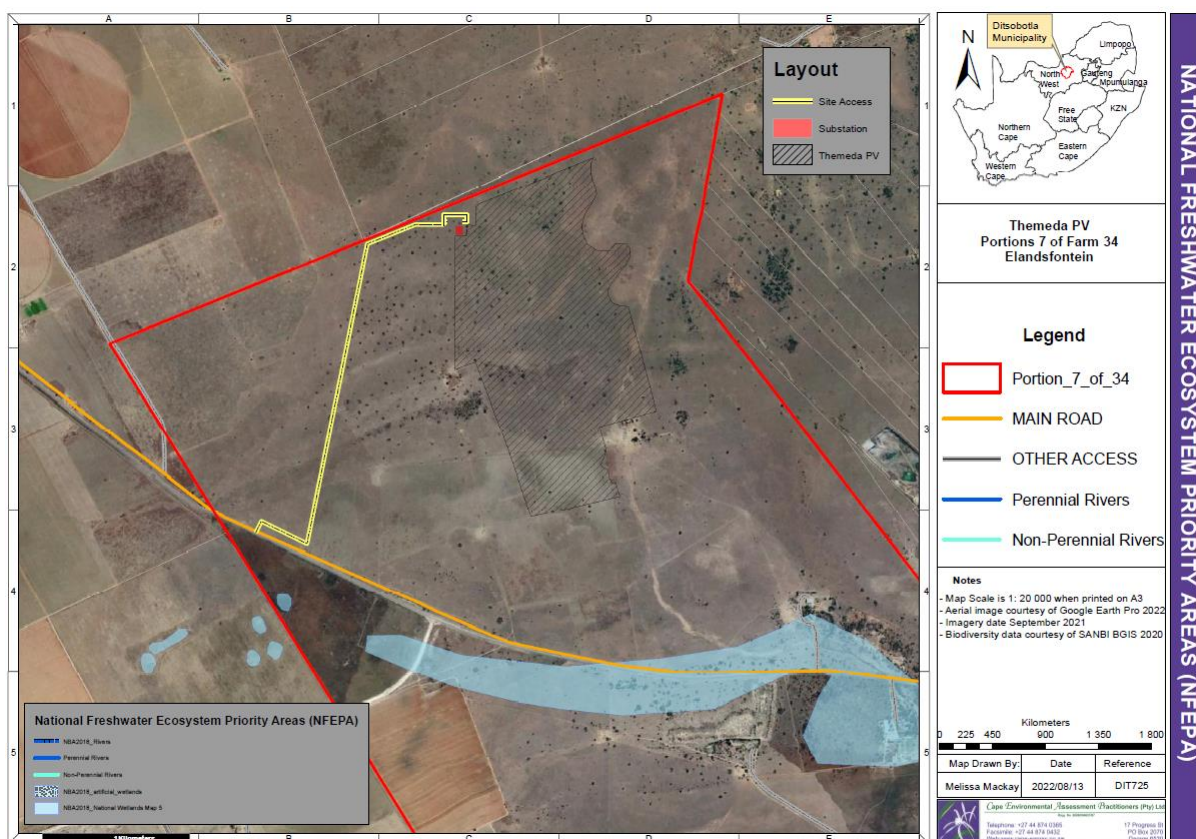 A B C D E
1
2
3
4
5
1
2
3
4
5
Layout
Site Access
Substation
Themeda PV
National Freshwater Ecosystem Priority Areas (NFEPA)
NBA2018_Rivers
Perennial Rivers
Non-Perennial Rivers
NBA2018_artificial_wetlands
NBA2018_National Wetlands Map 5
A B C D E
N
Ditsobotla
Municipality
Limpopo
North
West
Gauteng
Mpumulanga
Free
State
KZN
Northern
Cape
Eastern
Cape
Western
Cape
Themeda PV
Portions 7 of Farm 34
Elandsfontein
Legend
Portion_7_of_34
MAIN ROAD
OTHER ACCESS
Perennial Rivers
Non-Perennial Rivers
Notes
- Map Scale is 1: 20 000 when printed on A3
- Aerial image courtesy of Google Earth Pro 2022
- Imagery date September 2021
- Biodiversity data courtesy of SANBI BGIS 2020
Kilometers
0 225 450 900 1 350 1 800
Map Drawn By: Date Reference
Melissa Mackay 2022/08/13 DIT725
Cape Environmental Assessment Practitioners (Pty) Ltd
Telephone: +27 44 874 0365 17 Progress St
Facsimile: +27 44 874 0432 PO Box 2070
NATIONAL FRESHWATER ECOSYSTEM PRIORITY AREAS (NFEPA)